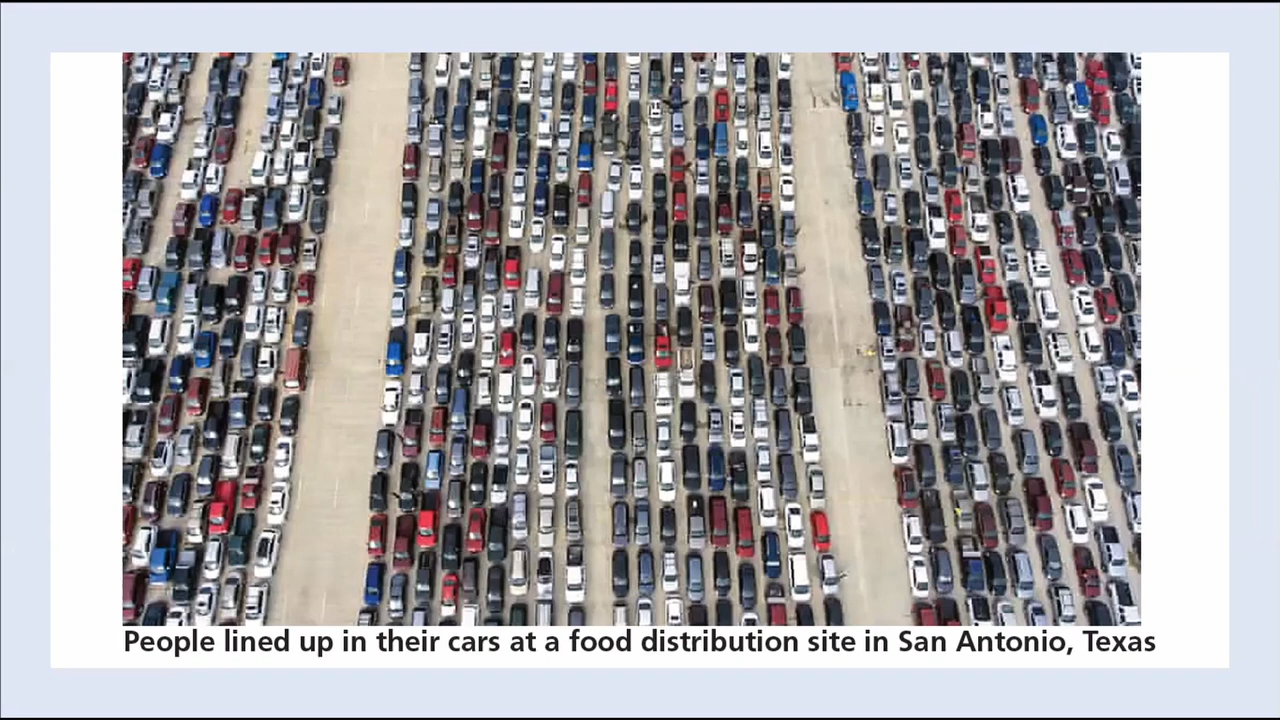 People lined up in their cars at a food distribution site in San Antonio, Texas